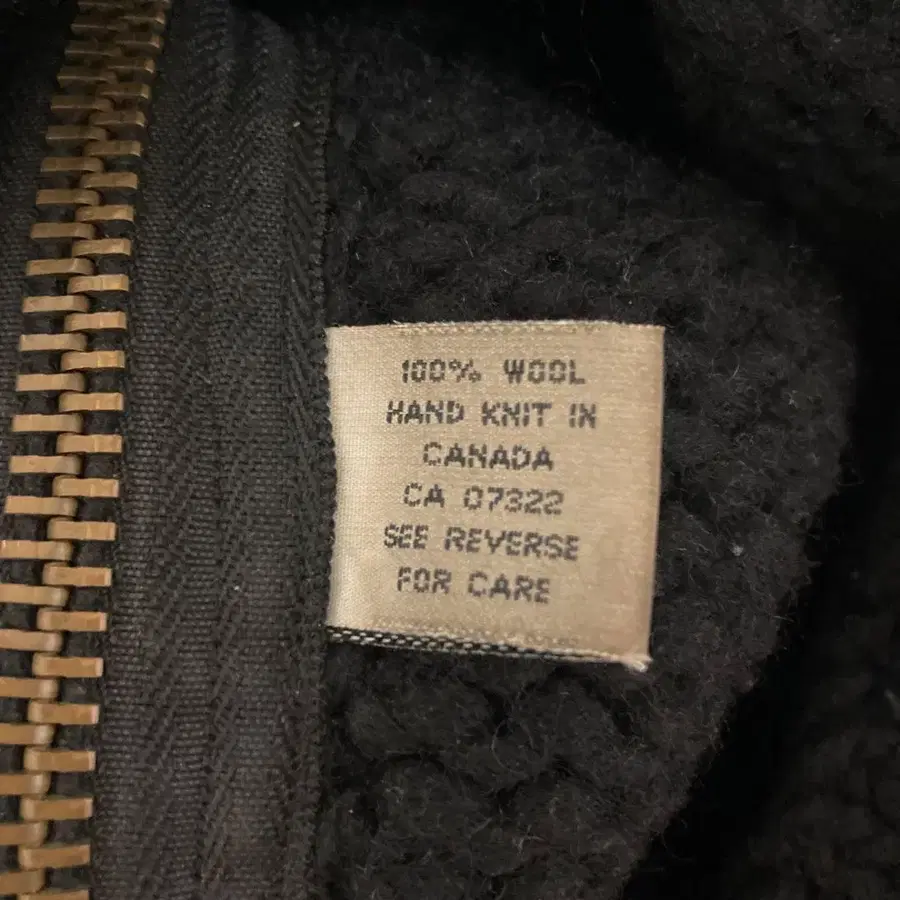 100% WOOL
HAND KNIT IN
CANADA
CA 07322
SEE REVERSE
FOR CARE